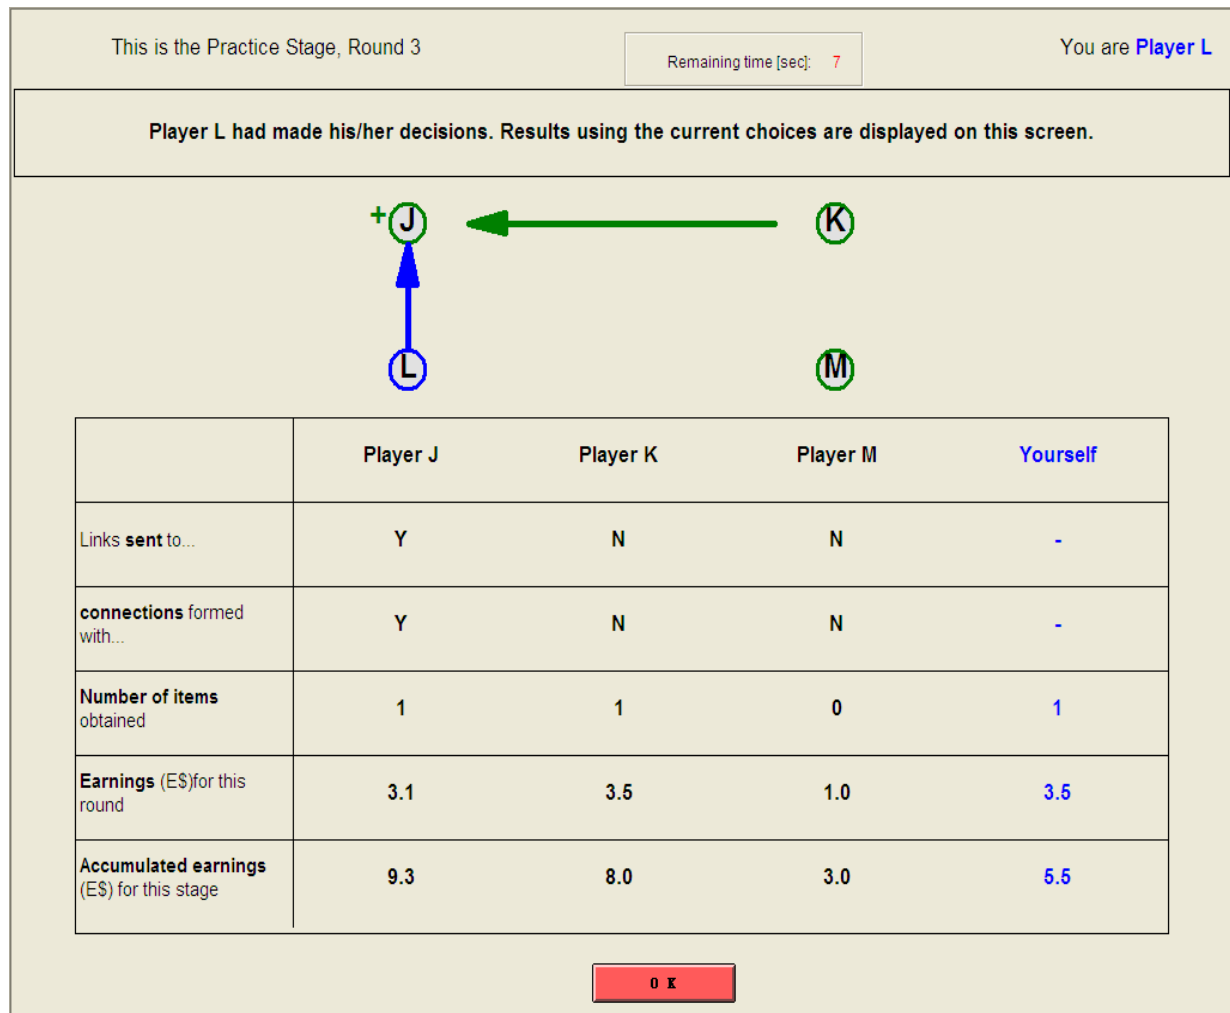 This is the Practice Stage, Round 3
Remaining time [sec]: 7
You are Player L
Player L had made his/her decisions. Results using the current choices are displayed on this screen.
+ J K
L M
Player J Player K Player M Yourself
Links sent to... Y N N -
connections formed
with... Y N N -
Number of items
obtained 1 1 0 1
Earnings (E$)for this
round 3.1 3.5 1.0 3.5
Accumulated earnings
(E$) for this stage 9.3 8.0 3.0 5.5
O K